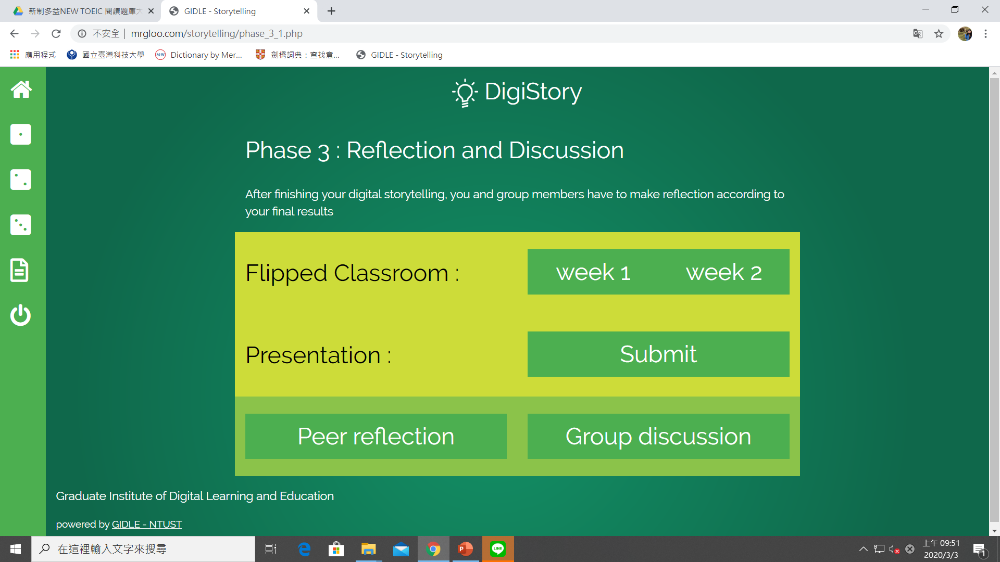 新制多益NEW TOEIC 閱讀題庫大
GIDLE - Storytelling
不安全 | mrgloo.com/storytelling/phase_3_1.php
應用程式 國立臺灣科技大學 M-W Dictionary by Mer... 劍橋詞典：查找意... GIDLE - Storytelling
DigiStory
Phase 3 : Reflection and Discussion
After finishing your digital storytelling, you and group members have to make reflection according to
your final results
Flipped Classroom : week 1 week 2
Presentation : Submit
Peer reflection Group discussion
Graduate Institute of Digital Learning and Education
powered by GIDLE - NTUST
在這裡輸入文字來搜尋
LINE
上午 09:51
2020/3/3
1